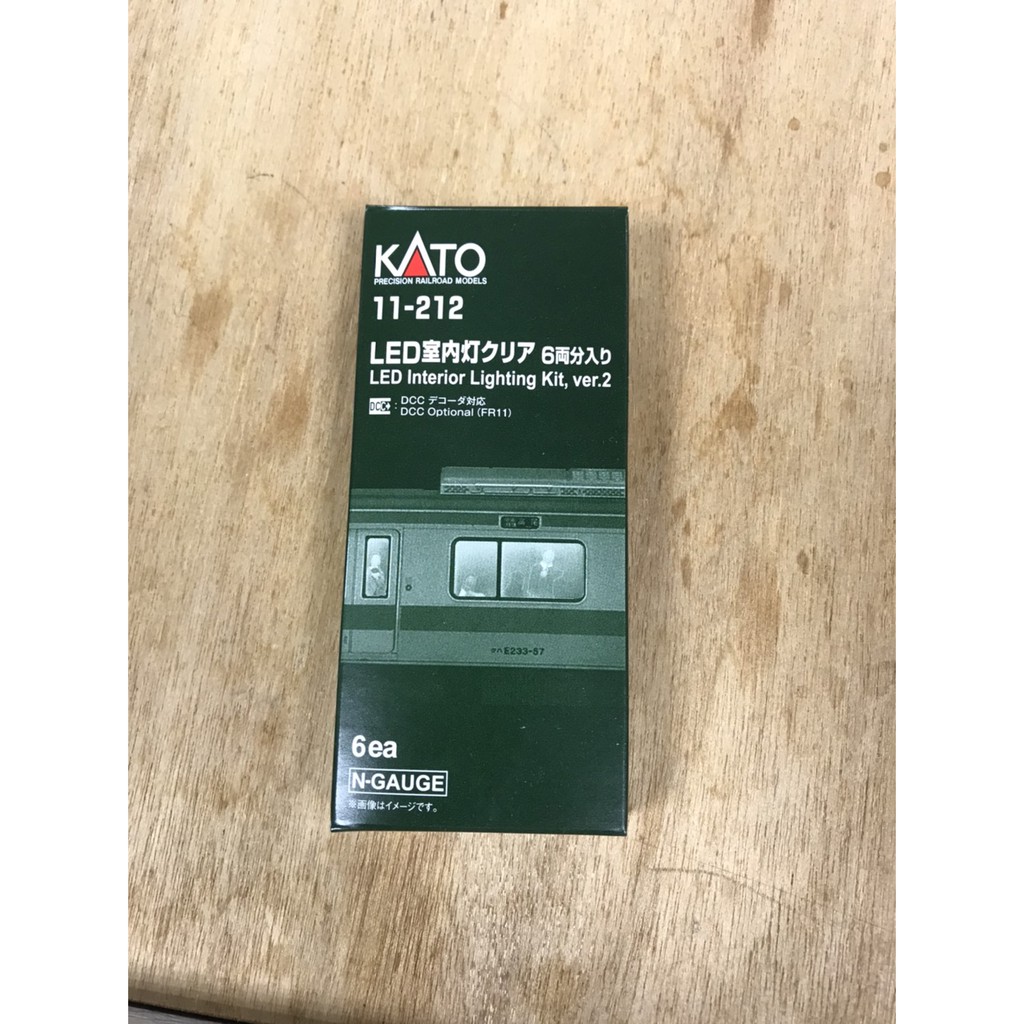 KATO
PRECISION RAILROAD MODELS
11-212
LED室内灯クリア 6両分入り
LED Interior Lighting Kit, ver.2
DCC : DCC デコーダ対応
DCC Optional (FR11)
E233-67
6ea
N-GAUGE
※画像はイメージです。